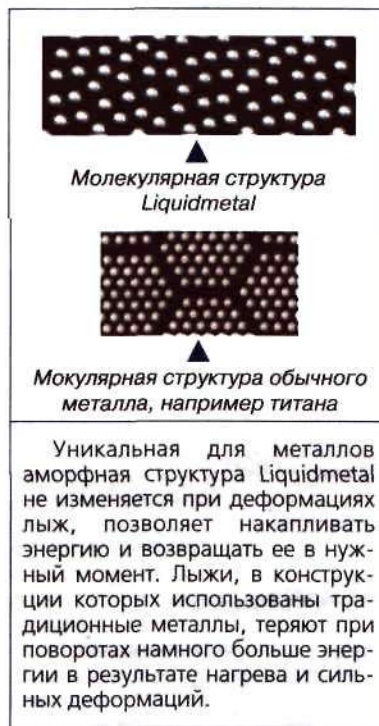 Молекулярная структура
Liquidmetal
Мокулярная структура обычного
металла, например титана
Уникальная для металлов
аморфная структура Liquidmetal
не изменяется при деформациях
лыж, позволяет накапливать
энергию и возвращать ее в нуж-
ный момент. Лыжи, в конструк-
ции которых использованы тра-
диционные металлы, теряют при
поворотах намного больше энер-
гии в результате нагрева и силь-
ных деформаций.